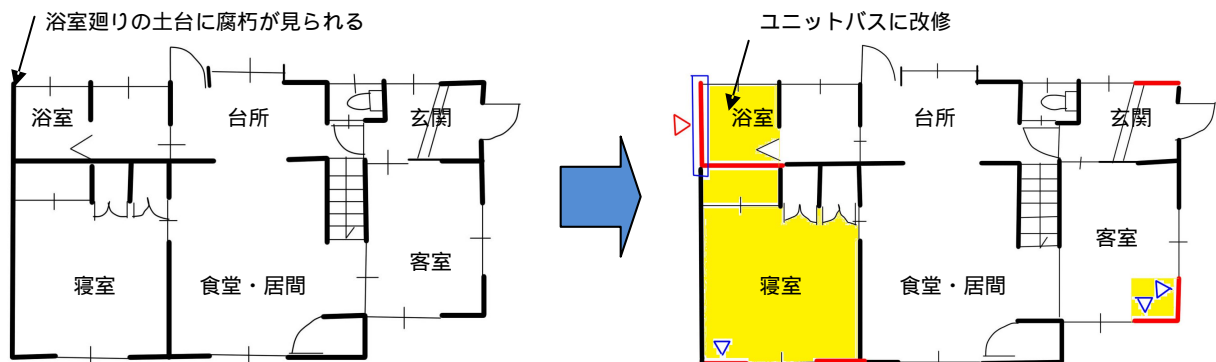 浴室廻りの土台に腐朽が見られる
浴室
台所
玄関
寝室
食堂・居間
客室
ユニットバスに改修
浴室
台所
玄関
寝室
食堂・居間
客室